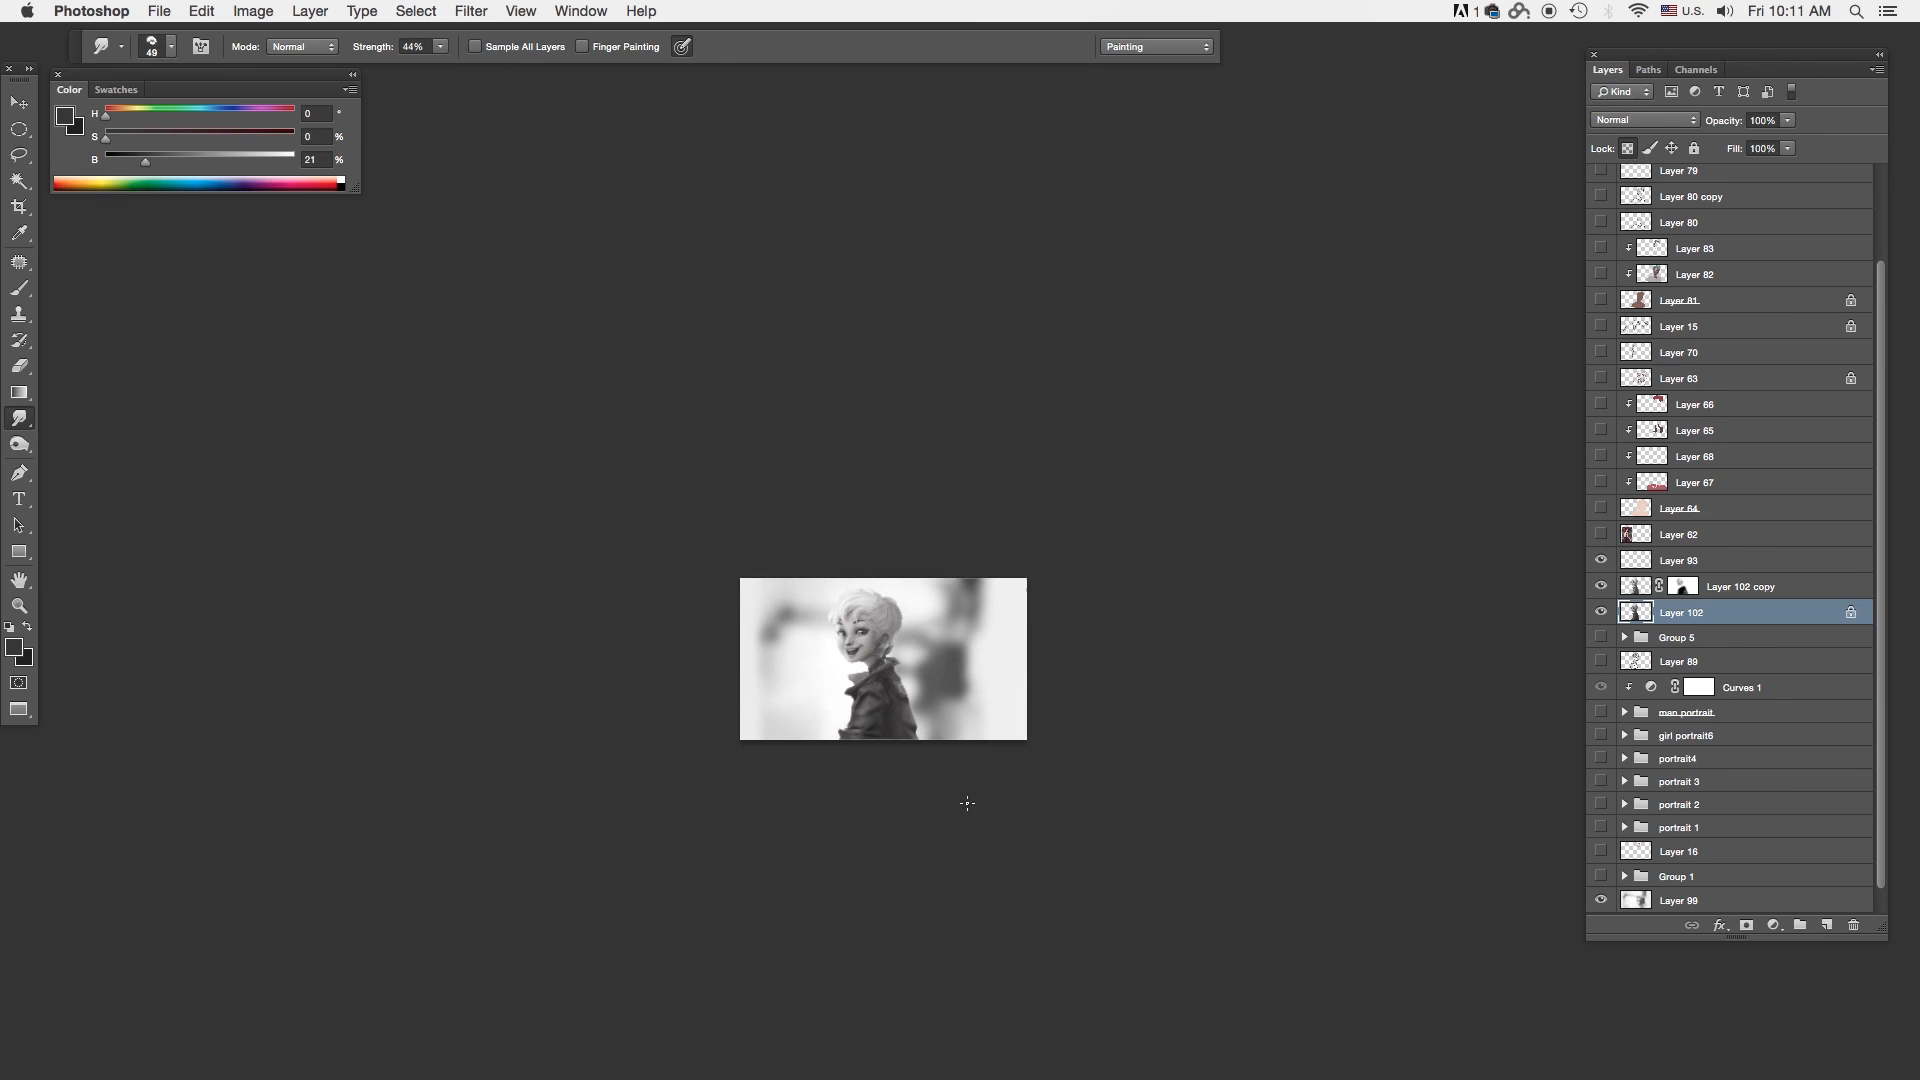 Photoshop File Edit Image Layer Type Select Filter View Window Help 1 U.S. Fri 10:11 AM
49 Mode: Normal Strength: 44% Sample All Layers Finger Painting Painting
Color Swatches
H 0 °
S 0 %
B 21 %
Layers Paths Channels
Kind
Normal Opacity: 100%
Lock: Fill: 100%
Layer 79
Layer 80 copy
Layer 80
Layer 83
Layer 82
Layer 81
Layer 15
Layer 70
Layer 63
Layer 66
Layer 65
Layer 68
Layer 67
Layer 64
Layer 62
Layer 93
Layer 102 copy
Layer 102
Group 5
Layer 89
Curves 1
man portrait
girl portrait6
portrait4
portrait 3
portrait 2
portrait 1
Layer 16
Group 1
Layer 99
fx